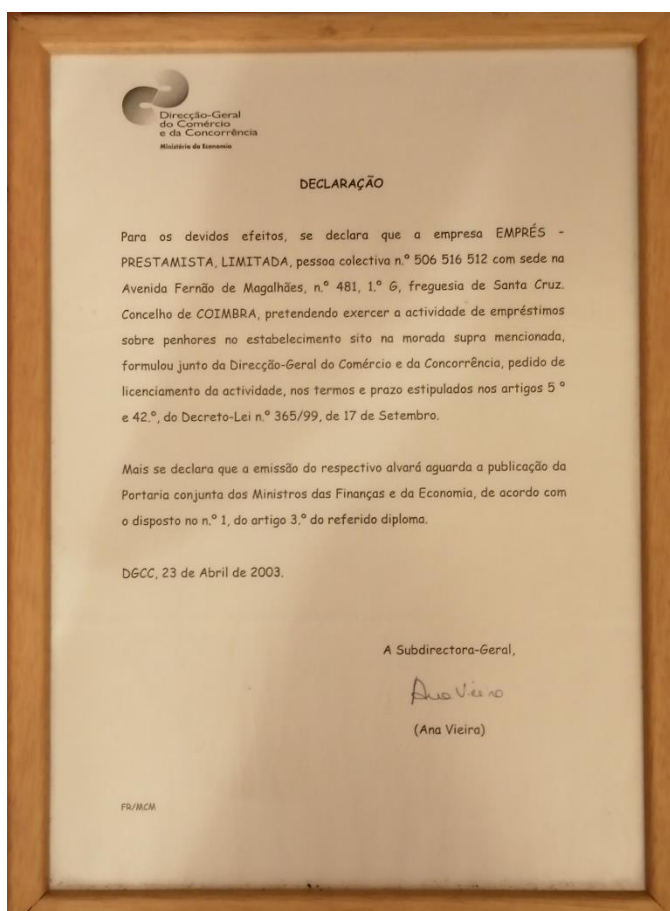 Direcção-Geral
do Comércio
e da Concorrência
Ministério da Economia
DECLARAÇÃO
Para os devidos efeitos, se declara que a empresa EMPRÉS -
PRESTAMISTA, LIMITADA, pessoa colectiva n.º 506 516 512 com sede na
Avenida Fernão de Magalhães, n.º 481, 1.º G, freguesia de Santa Cruz.
Concelho de COIMBRA, pretendendo exercer a actividade de empréstimos
sobre penhores no estabelecimento sito na morada supra mencionada,
formulou junto da Direcção-Geral do Comércio e da Concorrência, pedido de
licenciamento da actividade, nos termos e prazo estipulados nos artigos 5 º
e 42.º, do Decreto-Lei n.º 365/99, de 17 de Setembro.
Mais se declara que a emissão do respectivo alvará aguarda a publicação da
Portaria conjunta dos Ministros das Finanças e da Economia, de acordo com
o disposto no n.º 1, do artigo 3.º do referido diploma.
DGCC, 23 de Abril de 2003.
A Subdirectora-Geral,
Ana Vieira
(Ana Vieira)
FR/MCM